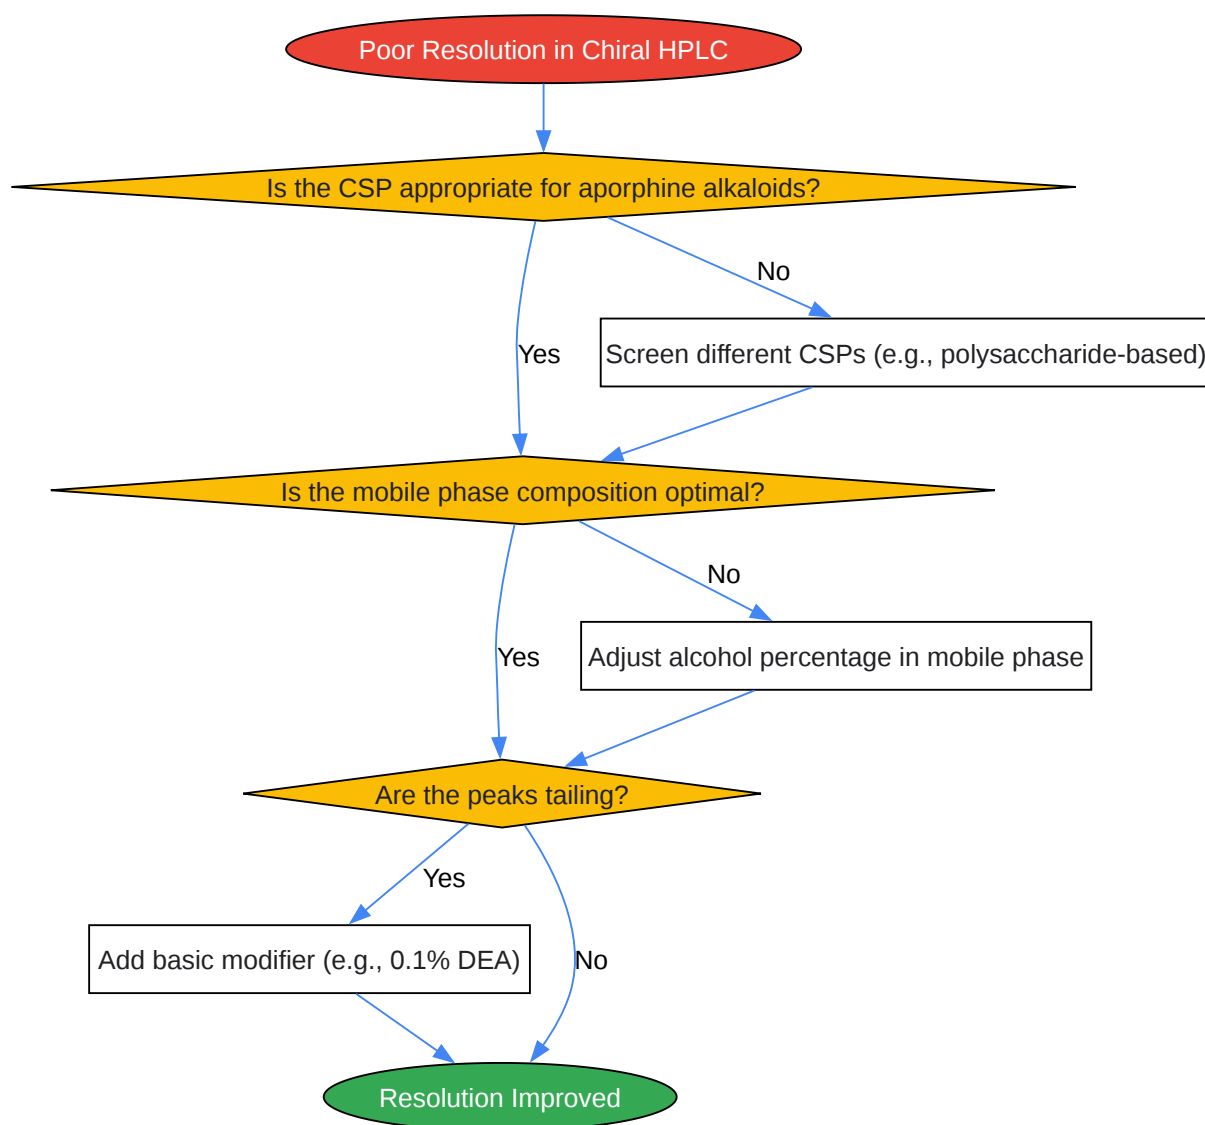 Poor Resolution in Chiral HPLC
Is the CSP appropriate for aporphine alkaloids?
No
Yes
Screen different CSPs (e.g., polysaccharide-based)
Is the mobile phase composition optimal?
No
Yes
Adjust alcohol percentage in mobile phase
Are the peaks tailing?
Yes
Add basic modifier (e.g., 0.1% DEA)
No
Resolution Improved